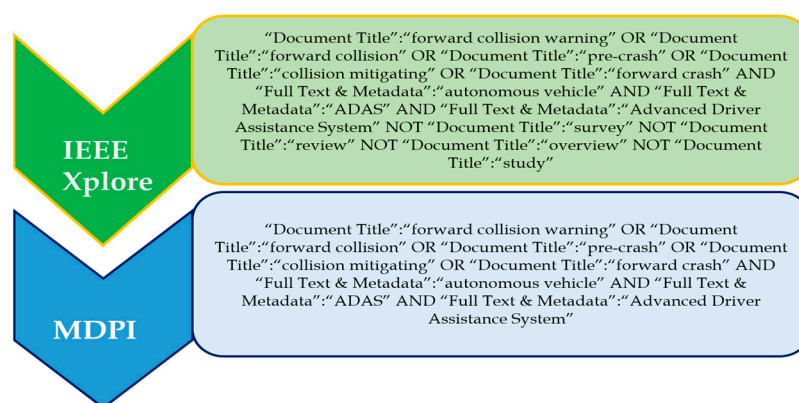 “Document Title”:“forward collision warning” OR “Document
Title”:“forward collision” OR “Document Title”:“pre-crash” OR “Document
Title”:“collision mitigating” OR “Document Title”:“forward crash” AND
“Full Text & Metadata”:“autonomous vehicle” AND “Full Text &
Metadata”:“ADAS” AND “Full Text & Metadata”:“Advanced Driver
Assistance System” NOT “Document Title”:“survey” NOT “Document
Title”:“review” NOT “Document Title”:“overview” NOT “Document
Title”:“study”
IEEE
Xplore
“Document Title”:“forward collision warning” OR “Document
Title”:“forward collision” OR “Document Title”:“pre-crash” OR “Document
Title”:“collision mitigating” OR “Document Title”:“forward crash” AND
“Full Text & Metadata”:“autonomous vehicle” AND “Full Text &
Metadata”:“ADAS” AND “Full Text & Metadata”:“Advanced Driver
Assistance System”
MDPI